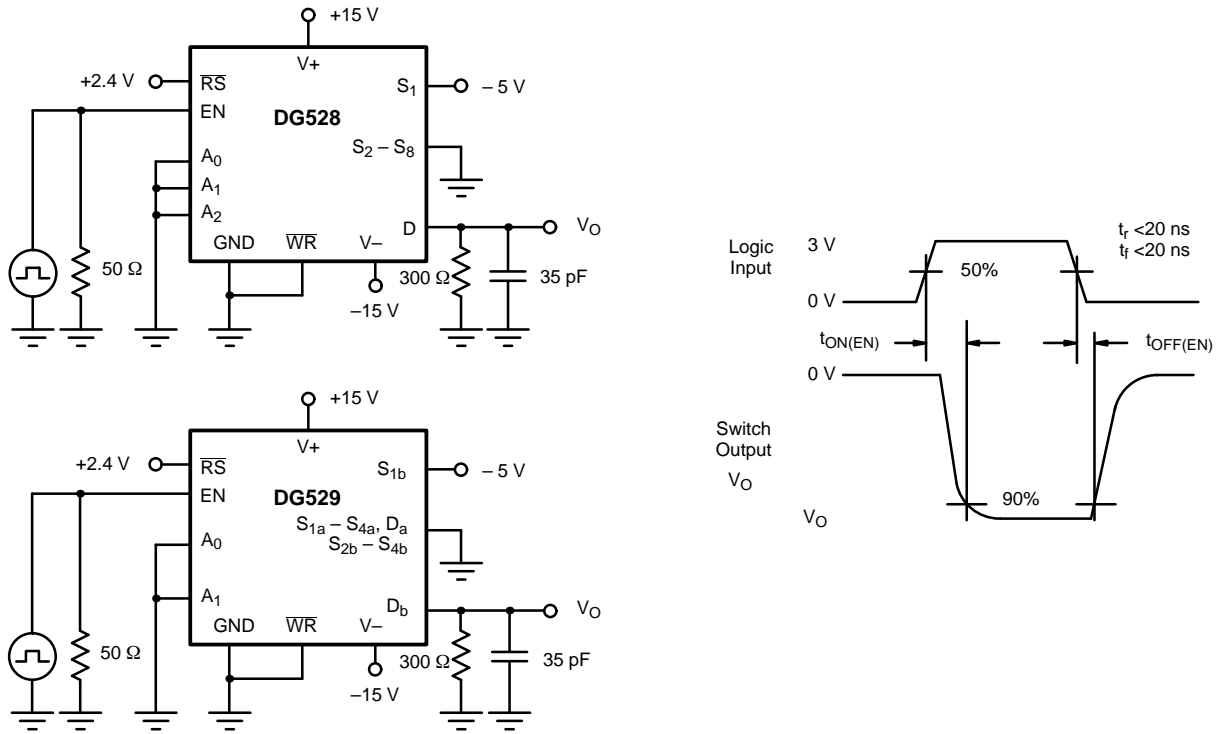 +15 V
V+
+2.4 V
RS
EN
S1
– 5 V
DG528
S2 – S8
A0
A1
A2
D
VO
GND
WR
V–
50 Ω
300 Ω
35 pF
–15 V
+15 V
V+
+2.4 V
RS
EN
S1b
– 5 V
DG529
S1a – S4a, Da
S2b – S4b
A0
A1
Db
VO
GND
WR
V–
50 Ω
300 Ω
35 pF
–15 V
Logic
Input
3 V
50%
0 V
tr <20 ns
tf <20 ns
tON(EN)
tOFF(EN)
0 V
Switch
Output
VO
90%
VO